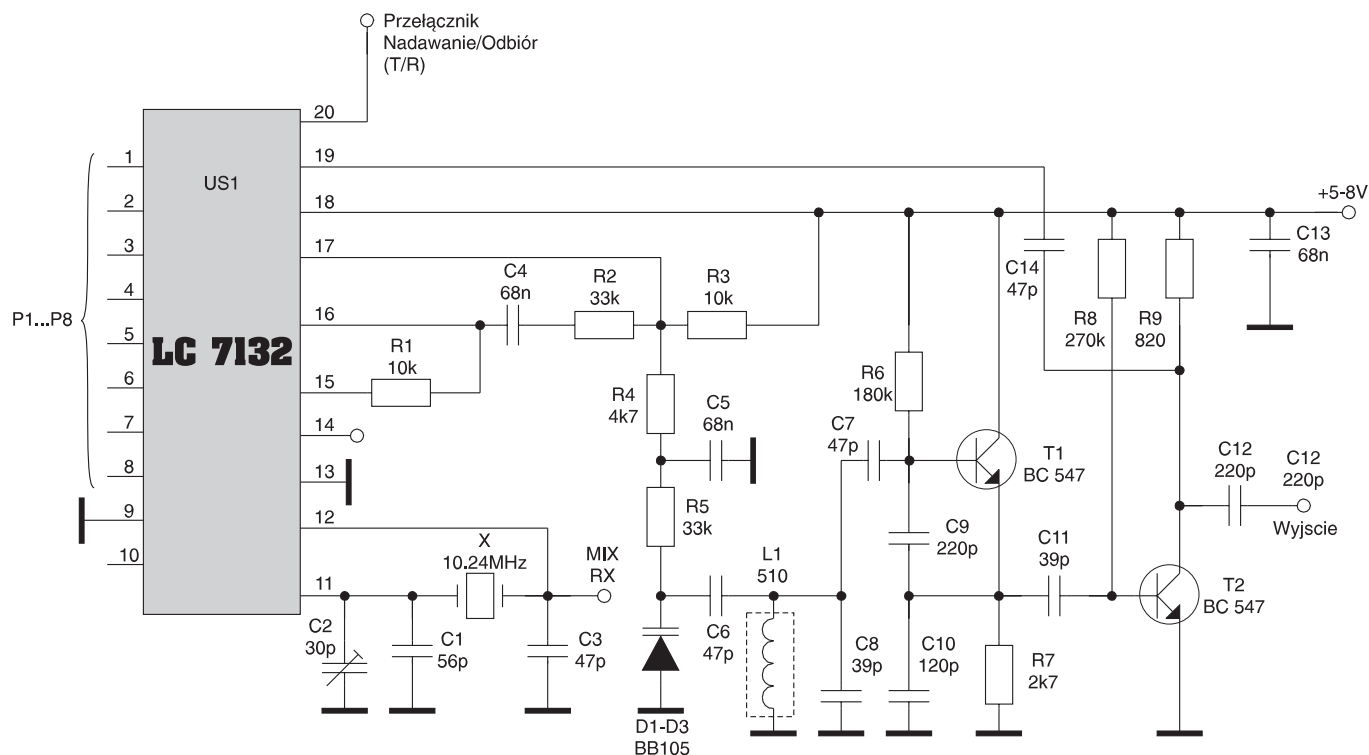 Przełącznik
Nadawanie/Odbiór
(T/R)
20
1
19
US1
+5-8V
2
18
3
17
C13
68n
C4
68n
R2
33k
R3
10k
C14
47p
4
P1...P8
16
R8
270k
R9
820
5
LC 7132
R1
10k
R6
180k
6
15
R4
4k7
C5
68n
C7
47p
7
14
T1
BC 547
C12
220p
C12
220p
8
13
9
12
R5
33k
C9
220p
Wyjscie
X
10.24MHz
MIX
RX
L1
510
C11
39p
10
11
T2
BC 547
C2
30p
C1
56p
C3
47p
C6
47p
C8
39p
C10
120p
R7
2k7
D1-D3
BB105